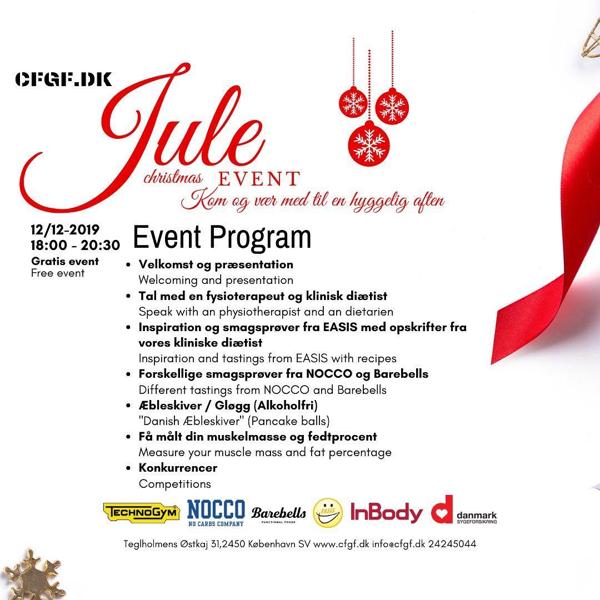 CFGF.DK
Jule
christmas EVENT
Kom og vær med til en hyggelig aften
12/12-2019
18:00 - 20:30
Gratis event
Free event
Event Program
• Velkomst og præsentation
Welcoming and presentation
• Tal med en fysioterapeut og klinisk diætist
Speak with an physiotherapist and an dietarien
• Inspiration og smagsprøver fra EASIS med opskrifter fra
vores kliniske diætist
Inspiration and tastings from EASIS with recipes
• Forskellige smagsprøver fra NOCCO og Barebells
Different tastings from NOCCO and Barebells
• Æbleskiver / Gløgg (Alkoholfri)
"Danish Æbleskiver" (Pancake balls)
• Få målt din muskelmasse og fedtprocent
Measure your muscle mass and fat percentage
• Konkurrencer
Competitions
TECHNOGYM
NOCCO
NO CARBS COMPANY
Barebells
FUNCTIONAL FOODS
EASIS
InBody
d danmark
SYGEFORSIKRING
Teglholmens Østkaj 31,2450 København SV www.cfgf.dk info@cfgf.dk 24245044